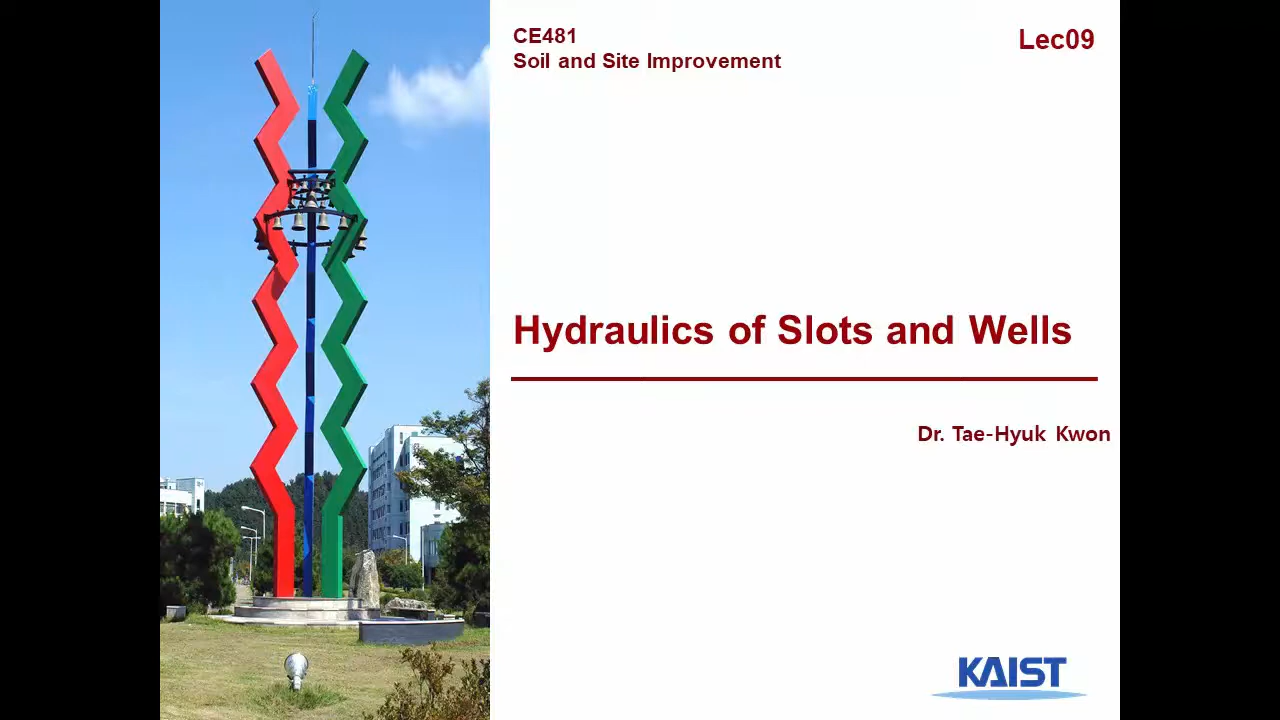 CE481
Soil and Site Improvement
Lec09
Hydraulics of Slots and Wells
Dr. Tae-Hyuk Kwon
KAIST